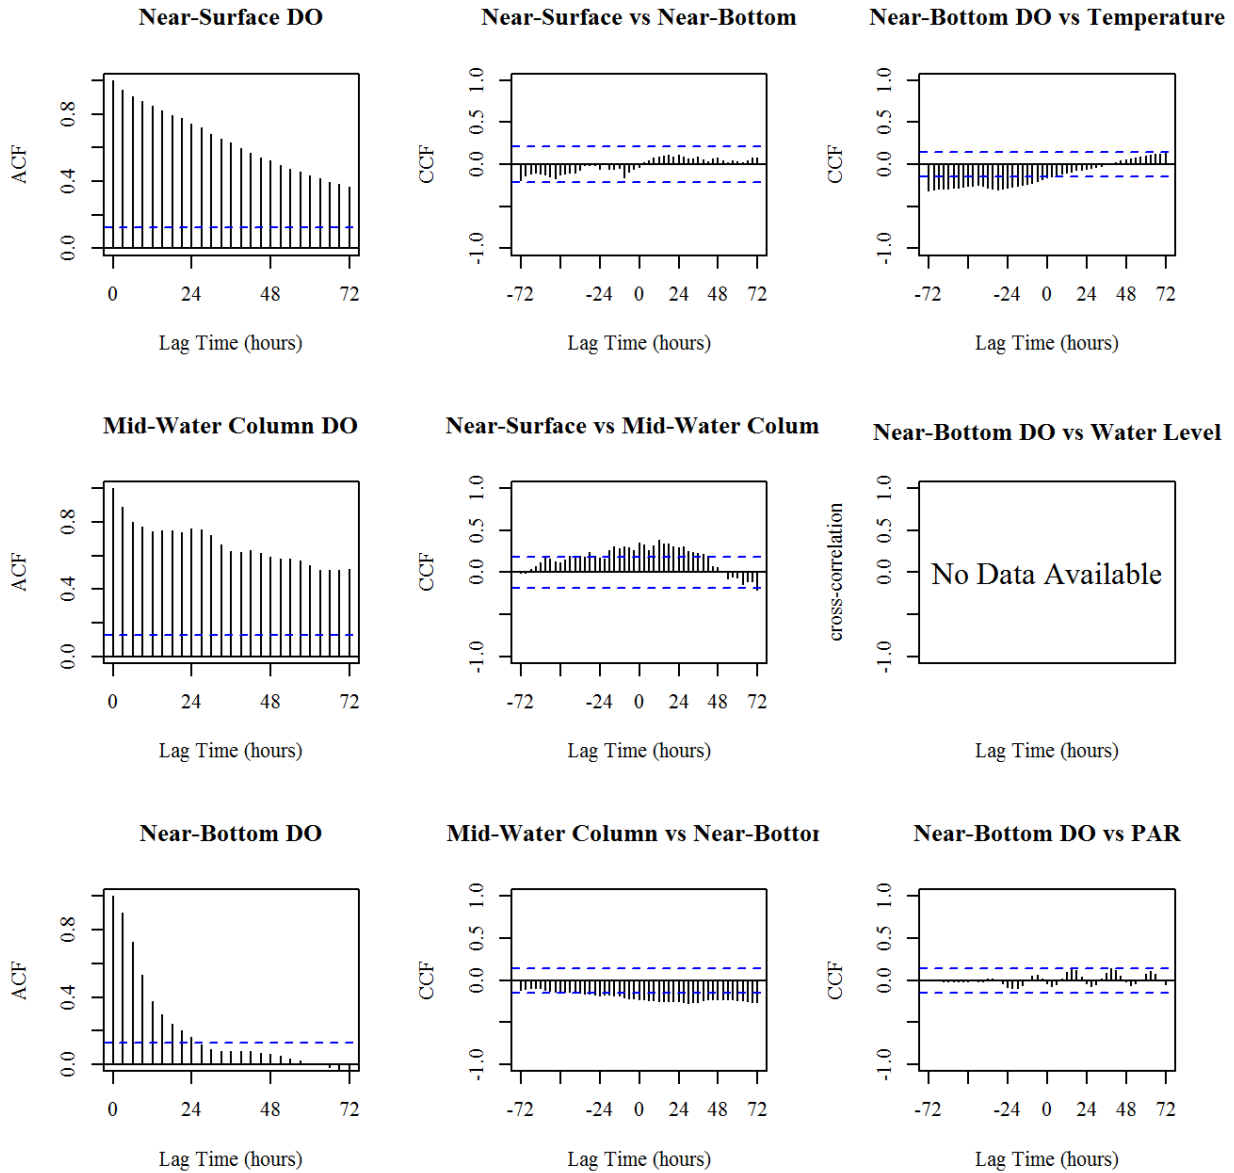 Near-Surface DO
ACF
0.0 0.4 0.8
0 24 48 72
Lag Time (hours)
Near-Surface vs Near-Bottom
CCF
-1.0 0.0 0.5 1.0
-72 -24 0 24 48 72
Lag Time (hours)
Near-Bottom DO vs Temperature
CCF
-1.0 0.0 0.5 1.0
-72 -24 0 24 48 72
Lag Time (hours)
Mid-Water Column DO
ACF
0.0 0.4 0.8
0 24 48 72
Lag Time (hours)
Near-Surface vs Mid-Water Colum
CCF
-1.0 0.0 0.5 1.0
-72 -24 0 24 48 72
Lag Time (hours)
Near-Bottom DO vs Water Level
cross-correlation
-1.0 0.0 0.5 1.0
No Data Available
Lag Time (hours)
Near-Bottom DO
ACF
0.0 0.4 0.8
0 24 48 72
Lag Time (hours)
Mid-Water Column vs Near-Bottor
CCF
-1.0 0.0 0.5 1.0
-72 -24 0 24 48 72
Lag Time (hours)
Near-Bottom DO vs PAR
CCF
-1.0 0.0 0.5 1.0
-72 -24 0 24 48 72
Lag Time (hours)